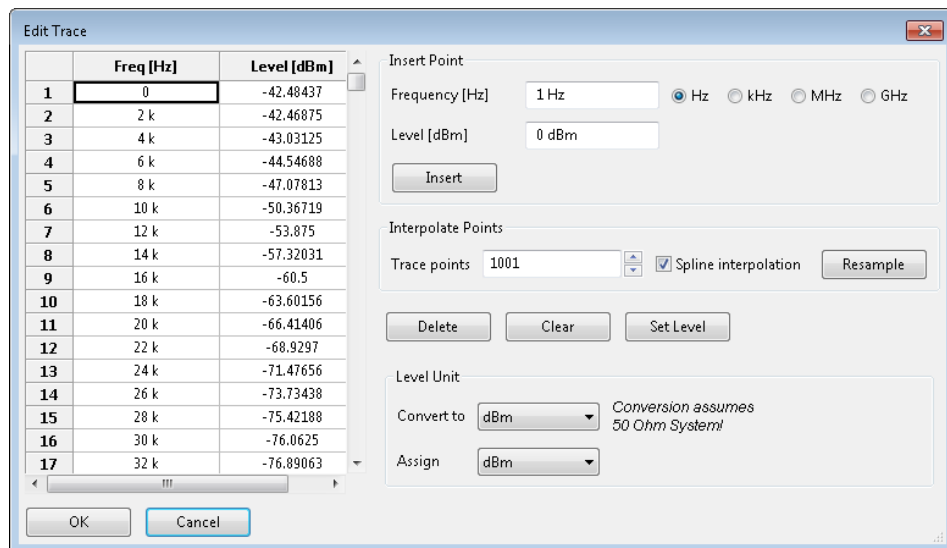 Edit Trace
Freq [Hz] Level [dBm]
1 0 -42.48437
2 2 k -42.46875
3 4 k -43.03125
4 6 k -44.54688
5 8 k -47.07813
6 10 k -50.36719
7 12 k -53.875
8 14 k -57.32031
9 16 k -60.5
10 18 k -63.60156
11 20 k -66.41406
12 22 k -68.9297
13 24 k -71.47656
14 26 k -73.73438
15 28 k -75.42188
16 30 k -76.0625
17 32 k -76.89063
OK Cancel
Insert Point
Frequency [Hz] 1 Hz Hz kHz MHz GHz
Level [dBm] 0 dBm
Insert
Interpolate Points
Trace points 1001 Spline interpolation Resample
Delete Clear Set Level
Level Unit
Convert to dBm Conversion assumes
50 Ohm System!
Assign dBm